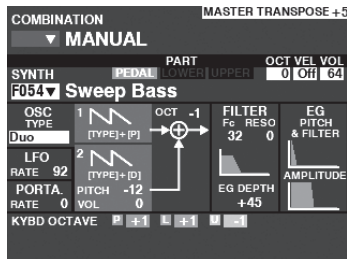 MASTER TRANSPOSE +5
COMBINATION
▼ MANUAL
PART
OCT VEL VOL
SYNTH
PEDAL LOWER UPPER
0 Off 64
F054▼ Sweep Bass
OSC
TYPE
Duo
1
[TYPE]+[P]
OCT -1
FILTER
Fc RESO
32 0
EG
PITCH
& FILTER
LFO
RATE 92
2
[TYPE]+[D]
PITCH -12
VOL 0
EG DEPTH
+45
AMPLITUDE
PORTA.
RATE 0
KYBD OCTAVE P +1 L +1 U -1